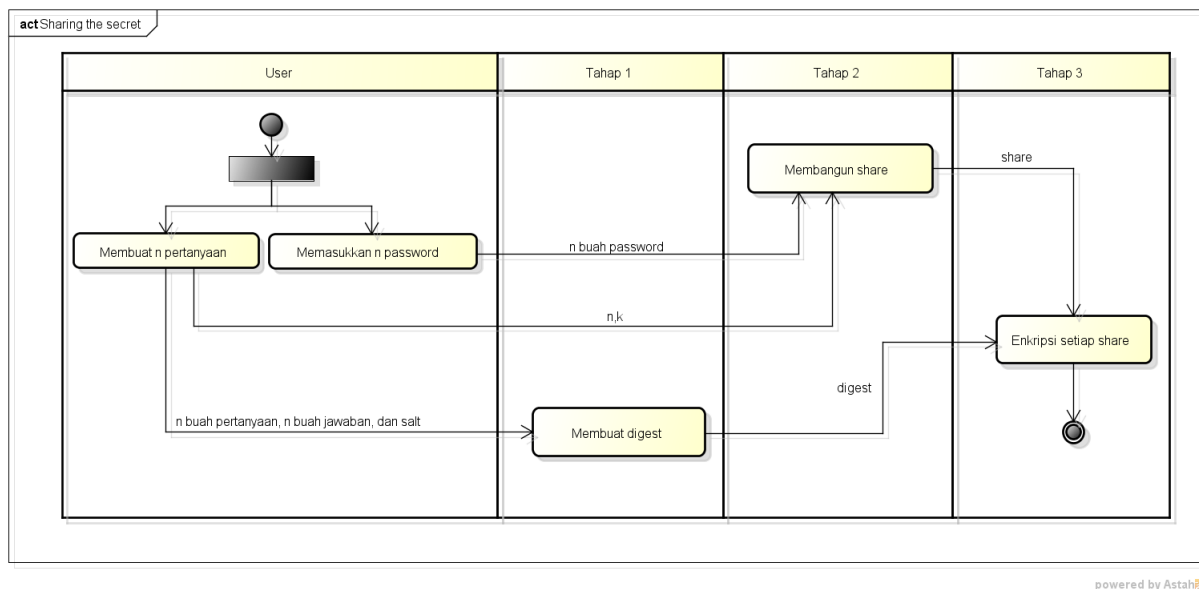 act Sharing the secret
User
Tahap 1
Tahap 2
Tahap 3
Membangun share
share
Membuat n pertanyaan
Memasukkan n password
n buah password
n,k
Enkripsi setiap share
digest
n buah pertanyaan, n buah jawaban, dan salt
Membuat digest
powered by Astah